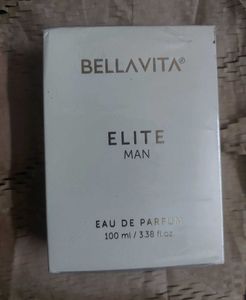 BELLAVITA®
ELITE
MAN
EAU DE PARFUM
100 ml / 3.38 fl.oz